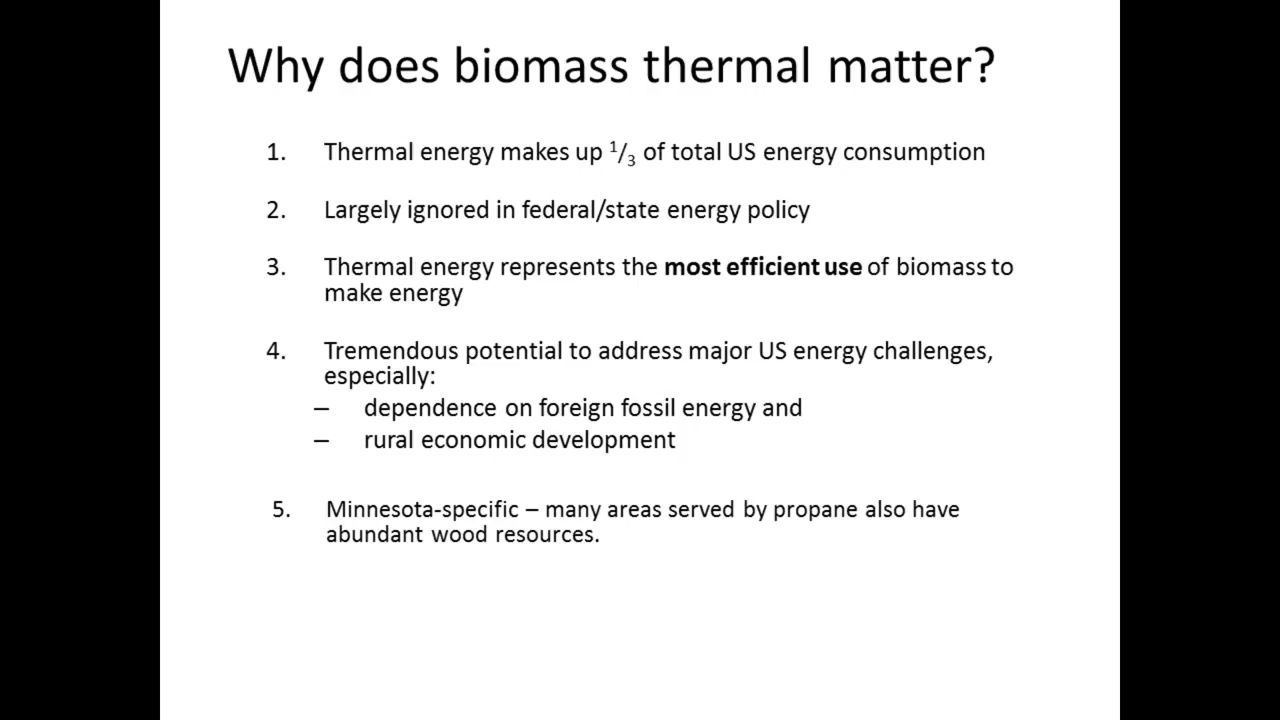 Why does biomass thermal matter?
1. Thermal energy makes up 1/3 of total US energy consumption
2. Largely ignored in federal/state energy policy
3. Thermal energy represents the most efficient use of biomass to
make energy
4. Tremendous potential to address major US energy challenges,
especially:
– dependence on foreign fossil energy and
– rural economic development
5. Minnesota-specific – many areas served by propane also have
abundant wood resources.